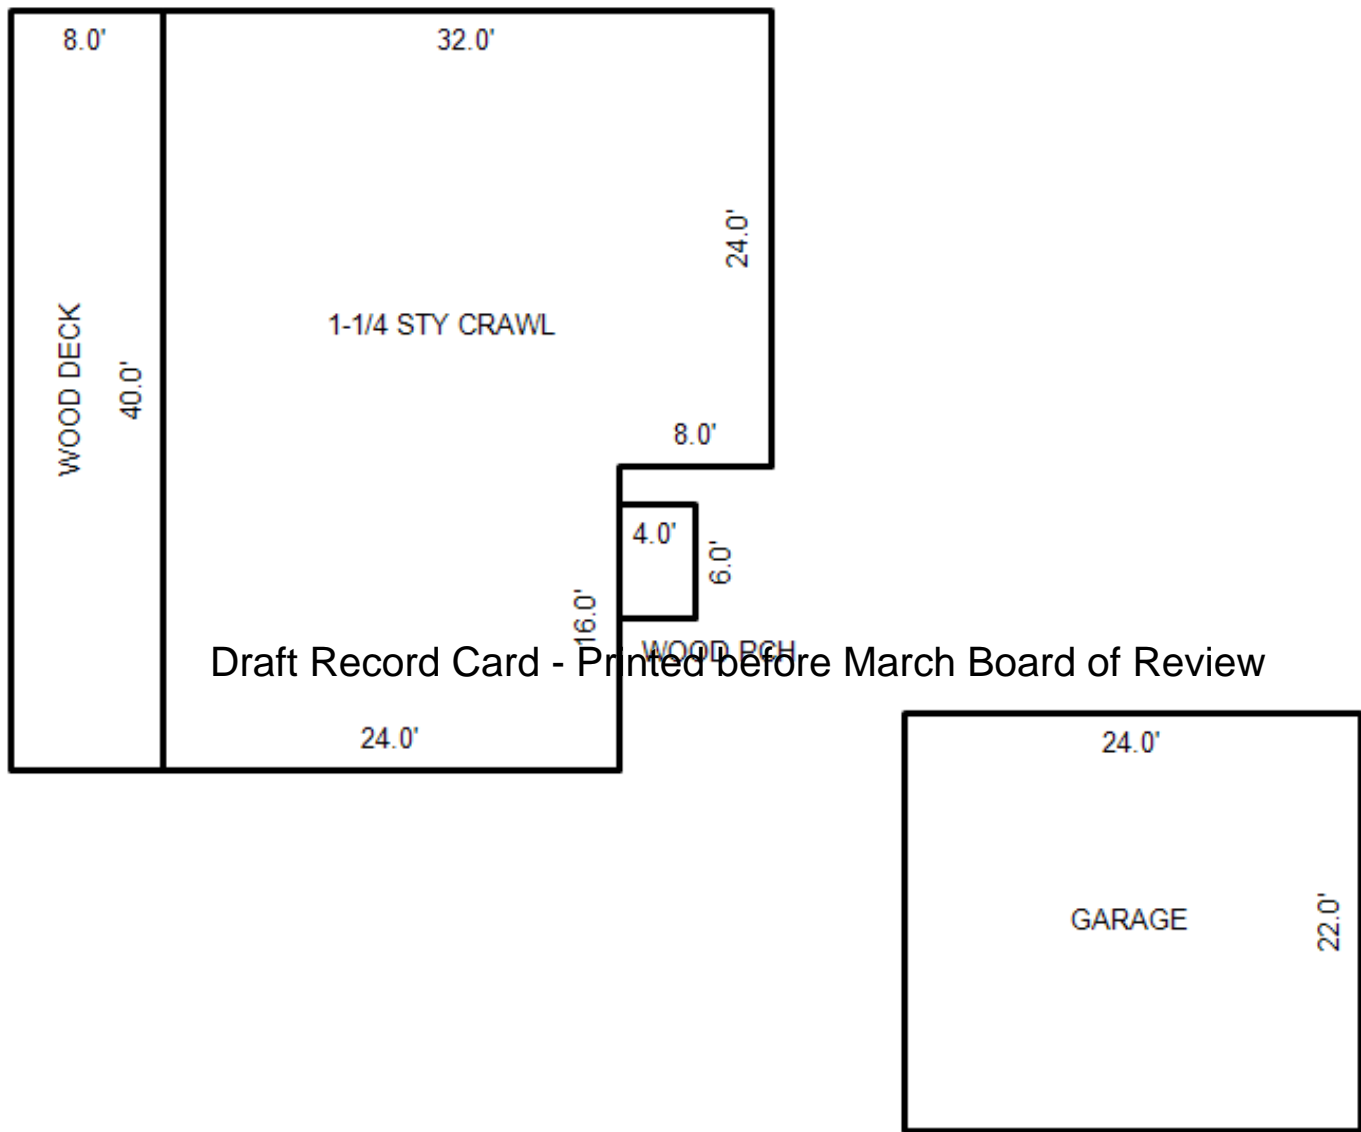 8.0'
32.0'
24.0'
WOOD DECK
40.0'
1-1/4 STY CRAWL
8.0'
4.0'
6.0'
16.0'
WOOD PCH
Draft Record Card - Printed before March Board of Review
24.0'
24.0'
GARAGE
22.0'